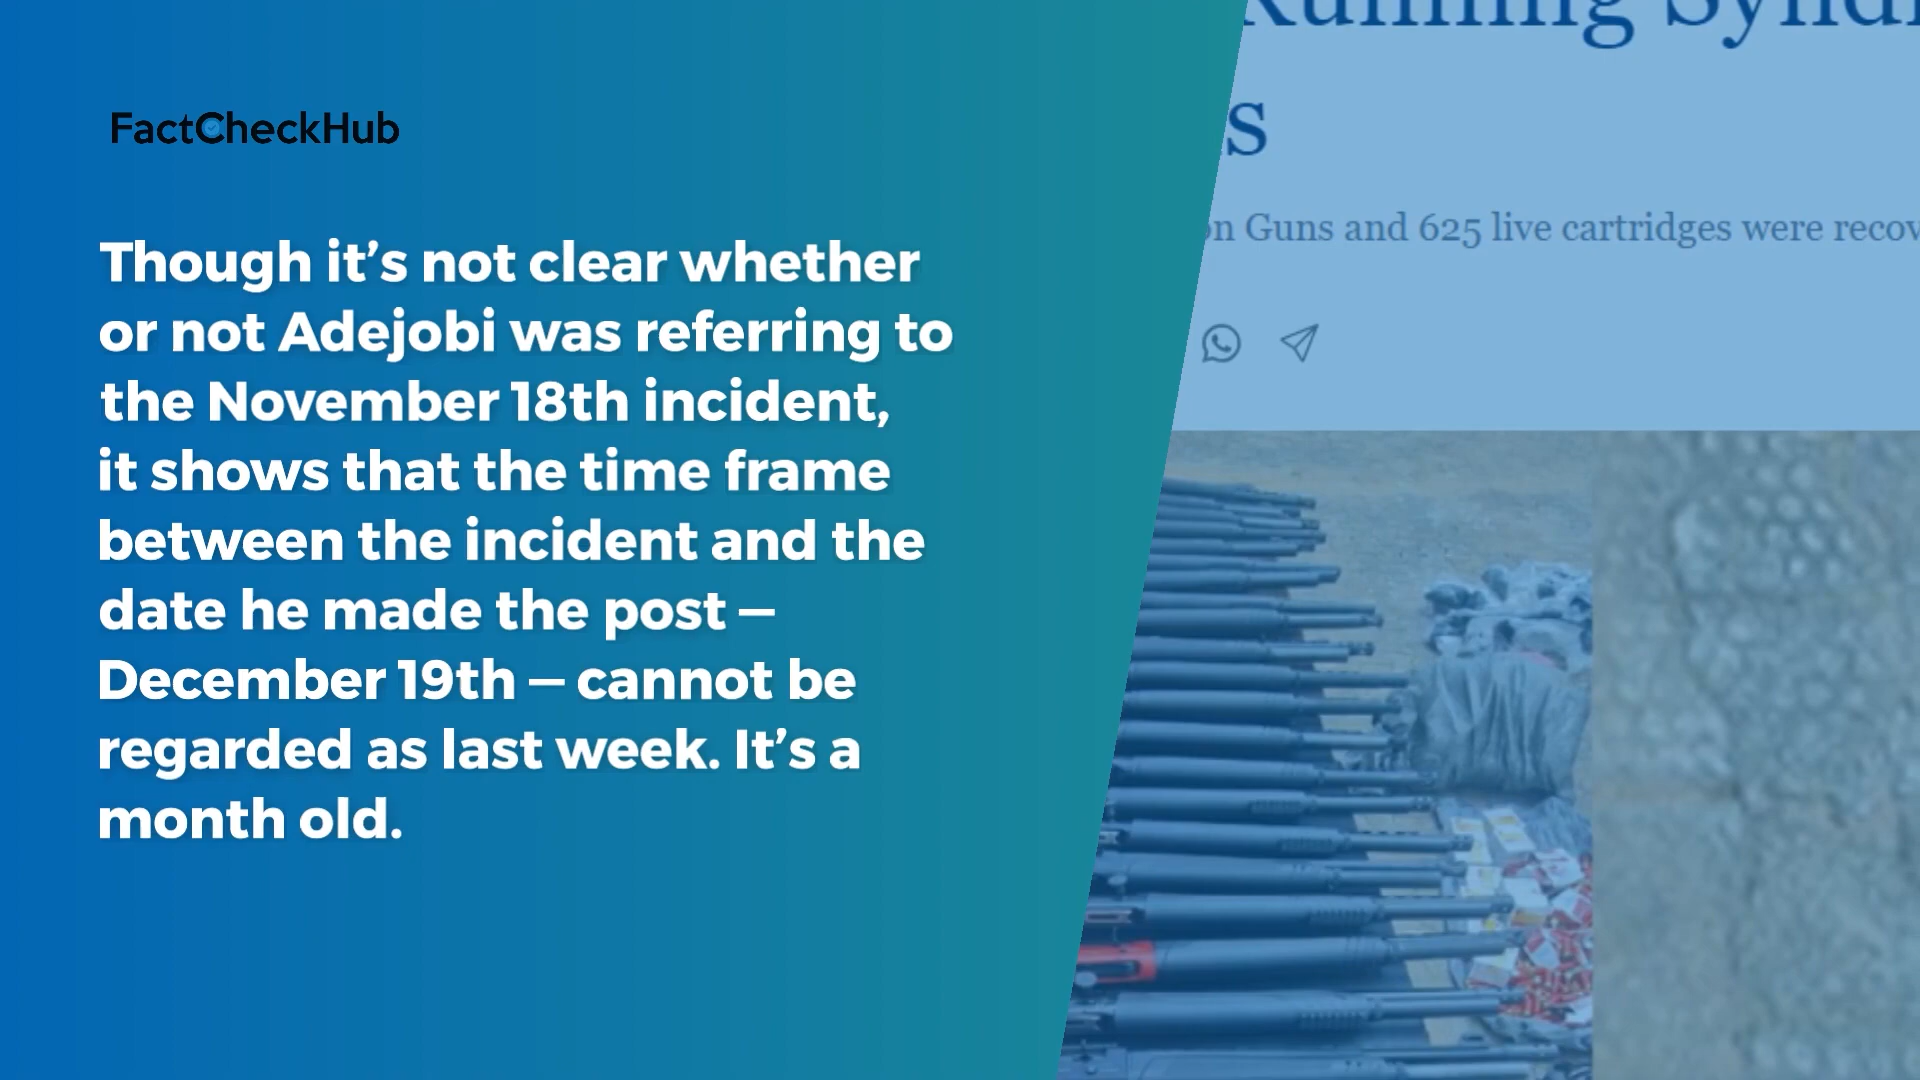 FactCheckHub
Though it’s not clear whether
or not Adejobi was referring to
the November 18th incident,
it shows that the time frame
between the incident and the
date he made the post —
December 19th — cannot be
regarded as last week. It’s a
month old.
Guns and 625 live cartridges were